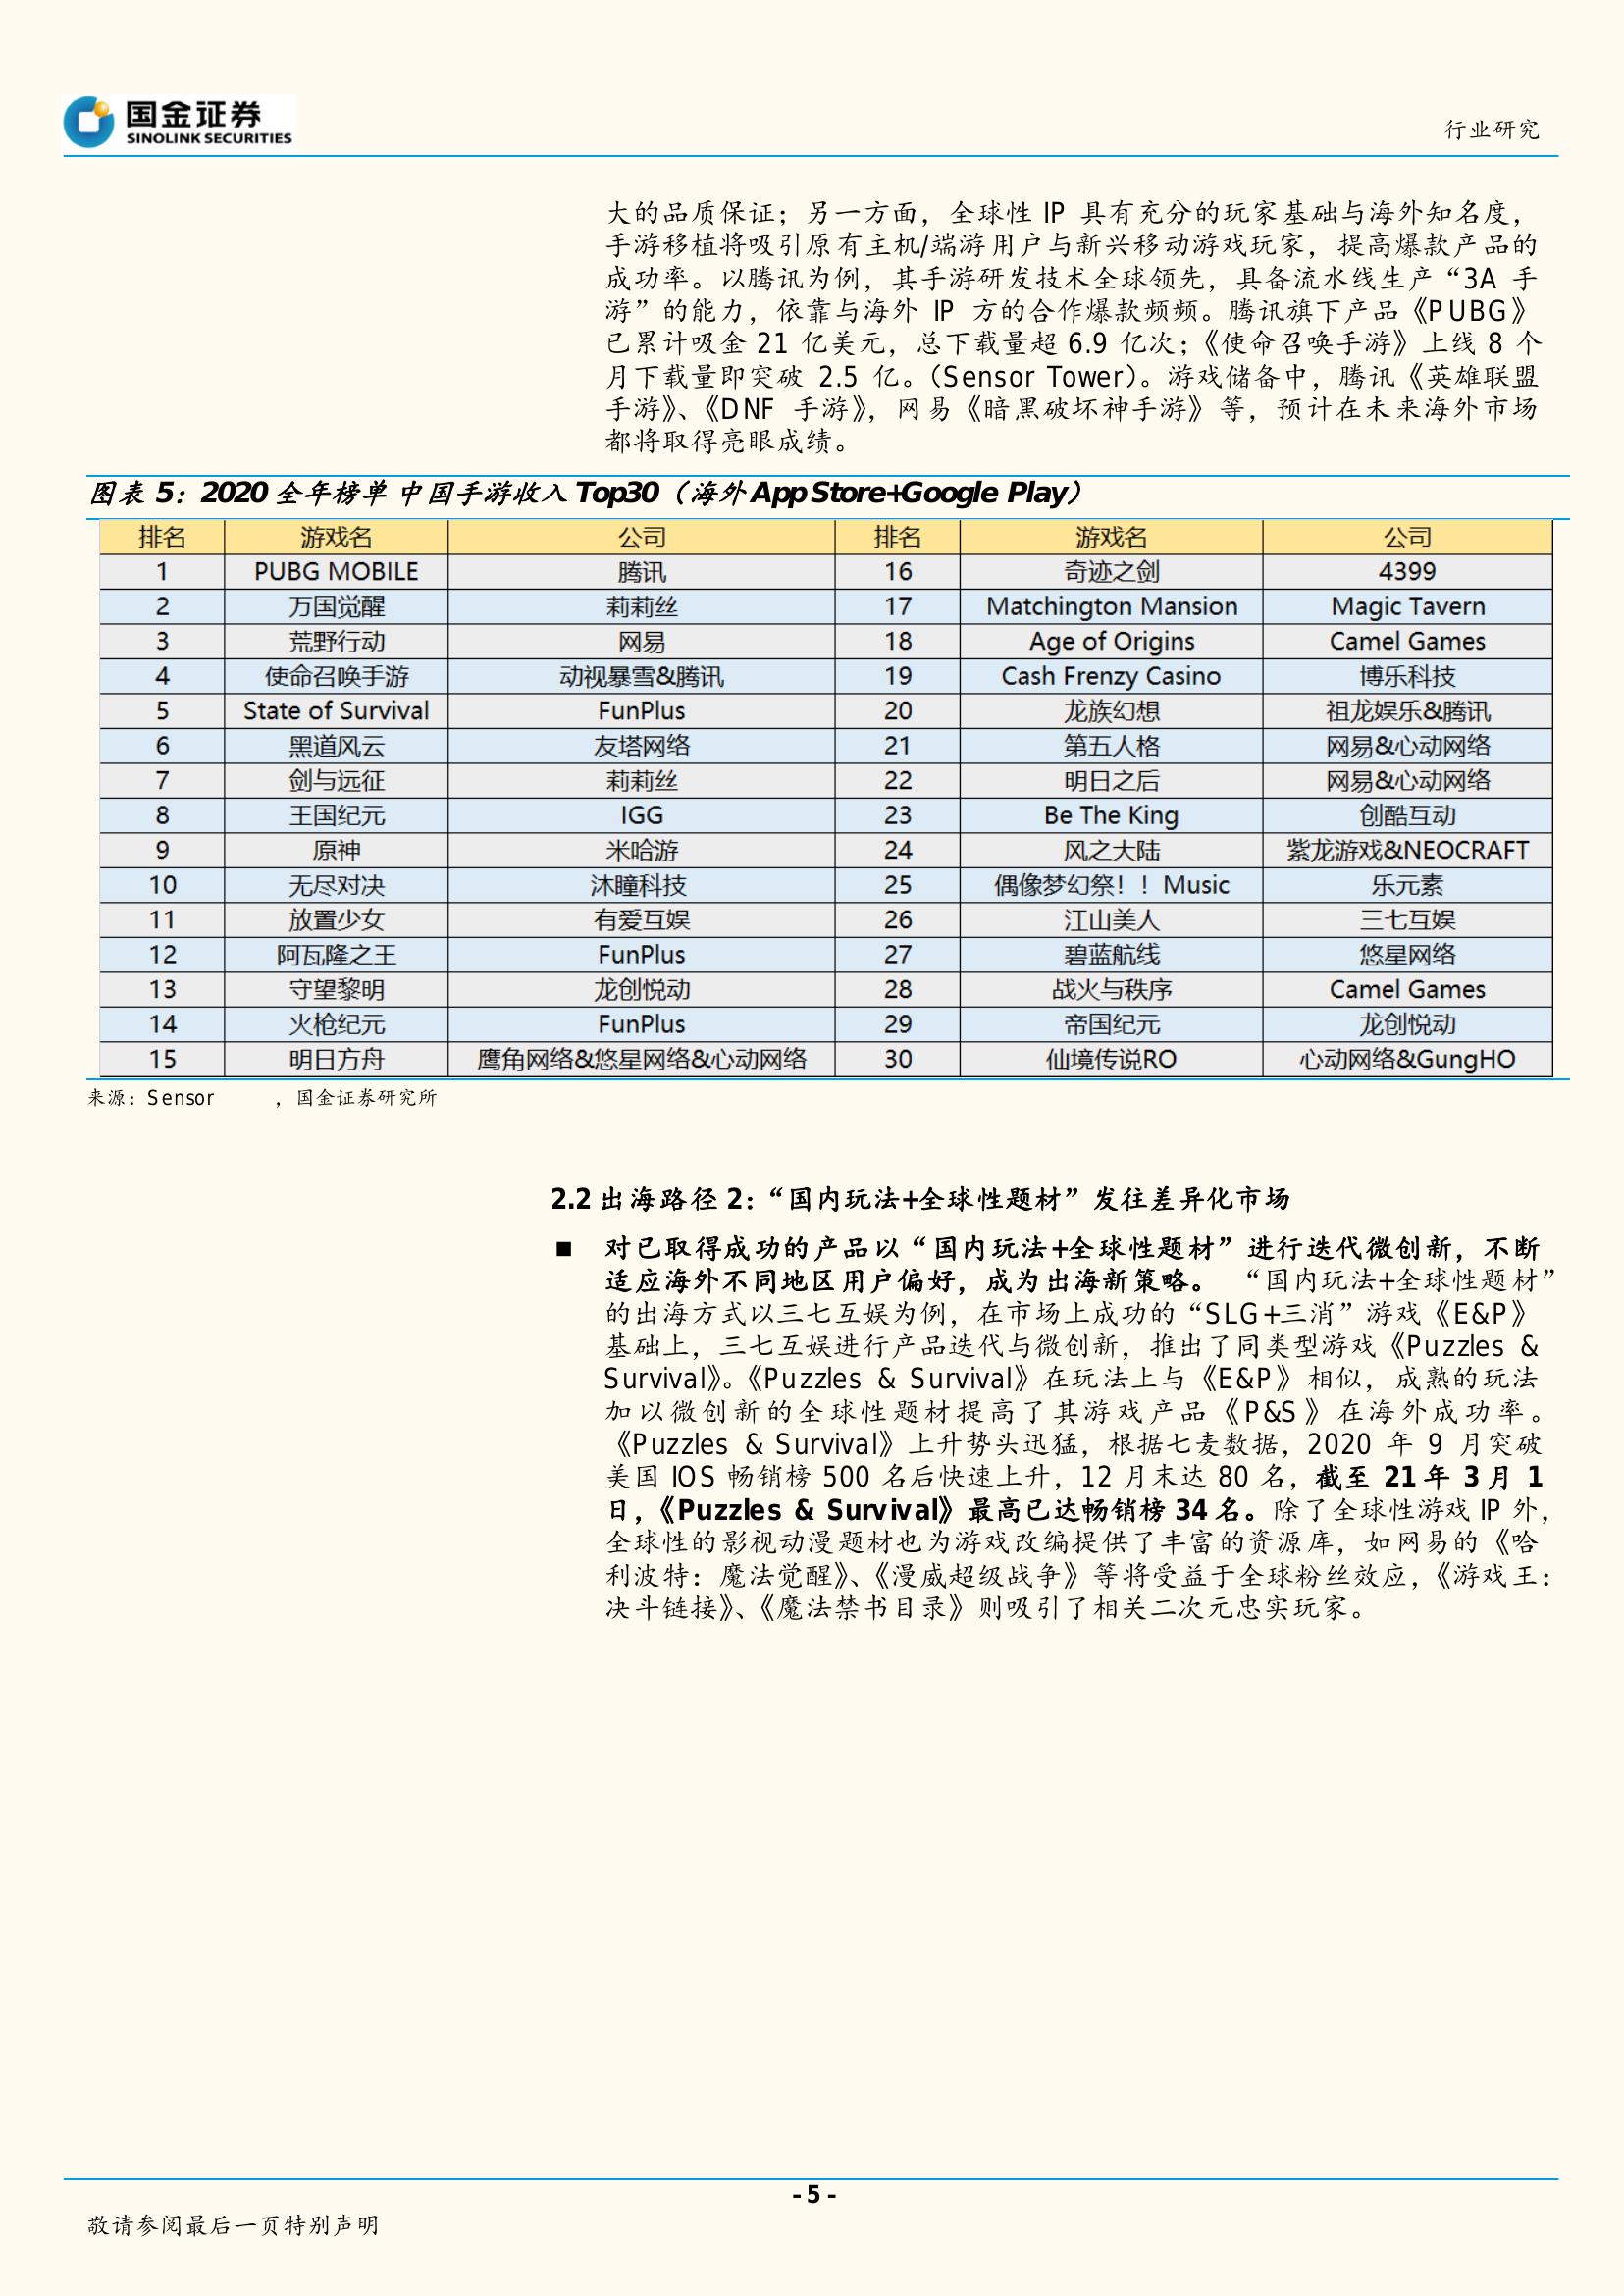 国金证券
SINOLINK SECURITIES
行业研究
大的品质保证；另一方面，全球性 IP 具有充分的玩家基础与海外知名度，
手游移植将吸引原有主机/端游用户与新兴移动游戏玩家，提高爆款产品的
成功率。以腾讯为例，其手游研发技术全球领先，具备流水线生产“3A 手
游”的能力，依靠与海外 IP 方的合作爆款频频。腾讯旗下产品《PUBG》
已累计吸金 21 亿美元，总下载量超 6.9 亿次；《使命召唤手游》上线 8 个
月下载量即突破 2.5 亿。（Sensor Tower）。游戏储备中，腾讯《英雄联盟
手游》、《DNF 手游》，网易《暗黑破坏神手游》等，预计在未来海外市场
都将取得亮眼成绩。
图表 5：2020 全年榜单 中国手游收入 Top30（海外 App Store+Google Play）
排名 游戏名 公司 排名 游戏名 公司
1 PUBG MOBILE 腾讯 16 奇迹之剑 4399
2 万国觉醒 莉莉丝 17 Matchington Mansion Magic Tavern
3 荒野行动 网易 18 Age of Origins Camel Games
4 使命召唤手游 动视暴雪&腾讯 19 Cash Frenzy Casino 博乐科技
5 State of Survival FunPlus 20 龙族幻想 祖龙娱乐&腾讯
6 黑道风云 友塔网络 21 第五人格 网易&心动网络
7 剑与远征 莉莉丝 22 明日之后 网易&心动网络
8 王国纪元 IGG 23 Be The King 创酷互动
9 原神 米哈游 24 风之大陆 紫龙游戏&NEOCRAFT
10 无尽对决 沐瞳科技 25 偶像梦幻祭！！Music 乐元素
11 放置少女 有爱互娱 26 江山美人 三七互娱
12 阿瓦隆之王 FunPlus 27 碧蓝航线 悠星网络
13 守望黎明 龙创悦动 28 战火与秩序 Camel Games
14 火枪纪元 FunPlus 29 帝国纪元 龙创悦动
15 明日方舟 鹰角网络&悠星网络&心动网络 30 仙境传说RO 心动网络&GungHO
来源：Sensor ，国金证券研究所
2.2 出海路径 2：“国内玩法+全球性题材”发往差异化市场
■ 对已取得成功的产品以“国内玩法+全球性题材”进行迭代微创新，不断
适应海外不同地区用户偏好，成为出海新策略。 “国内玩法+全球性题材”
的出海方式以三七互娱为例，在市场上成功的“SLG+三消”游戏《E&P》
基础上，三七互娱进行产品迭代与微创新，推出了同类型游戏《Puzzles &
Survival》。《Puzzles & Survival》在玩法上与《E&P》相似，成熟的玩法
加以微创新的全球性题材提高了其游戏产品《P&S》在海外成功率。
《Puzzles & Survival》上升势头迅猛，根据七麦数据，2020 年 9 月突破
美国 IOS 畅销榜 500 名后快速上升，12 月末达 80 名，截至 21 年 3 月 1
日，《Puzzles & Survival》最高已达畅销榜 34 名。除了全球性游戏 IP 外，
全球性的影视动漫题材也为游戏改编提供了丰富的资源库，如网易的《哈
利波特：魔法觉醒》、《漫威超级战争》等将受益于全球粉丝效应，《游戏王：
决斗链接》、《魔法禁书目录》则吸引了相关二次元忠实玩家。
- 5 -
敬请参阅最后一页特别声明